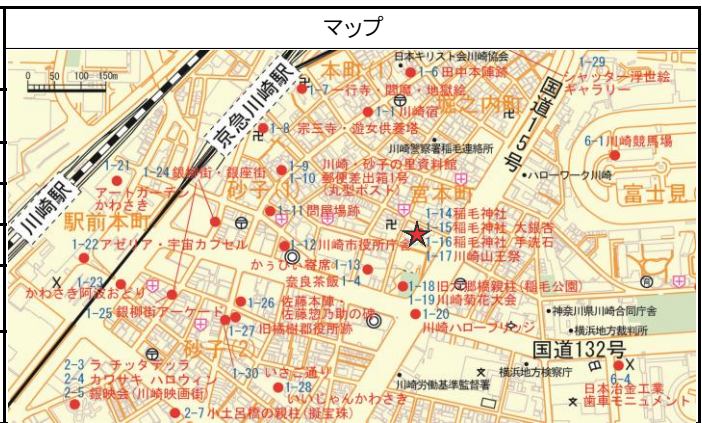 マップ
0 50 100 150m
日本キリスト会川崎協会
本町(1)
1-6 田中本陣跡
1-29
シャッター浮世絵
ギャラリー
1-7 一行寺・閻魔・地獄絵
京急川崎駅
1-1 川崎宿
堀之内町
国道15号
1-8 宗三寺・遊女供養塔
川崎警察署稲毛連絡所
6-1 川崎競馬場
ハローワーク川崎
1-21
アートガーデン
かわさき
1-24 銀柳街・銀座街
1-9 川崎・砂子の里資料館
1-10 郵便差出箱1号
(丸型ポスト)
砂子
宮本町
富士見
川崎駅
駅前本町
1-11 問屋場跡
1-14 稲毛神社
1-15 稲毛神社 大銀杏
1-16 稲毛神社 手洗石
1-17 川崎山王祭
1-22 アゼリア・宇宙カプセル
1-12 川崎市役所庁舎
かぅひぃ寄席 1-13
奈良茶飯 1-4
1-23
かわさき阿波おどり
1-18 旧六郷橋親柱(稲毛公園)
1-19 川崎菊花大会
1-20
川崎ハローブリッジ
1-25 銀柳街アーケード
1-26 佐藤本陣・
佐藤惣乃助の碑
1-27 旧橘樹郡役所跡
神奈川県川崎合同庁舎
横浜地方裁判所
国道132号
砂子(2)
2-3 ラ チッタデッラ
2-4 カワサキ ハロウィン
2-5 銀映会(川崎映画街)
1-30 いさご通り
1-28
いいじゃんかわさき
横浜地方検察庁
川崎労働基準監督署
6-4
日本冶金工業
歯車モニュメント
2-7 小土呂橋の親柱(擬宝珠)